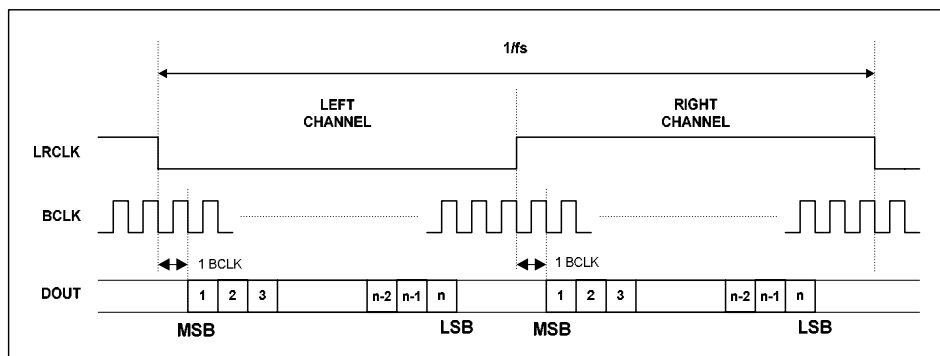 1/fs
LEFT
CHANNEL
RIGHT
CHANNEL
LRCLK
BCLK
1 BCLK
1 BCLK
DOUT
1 2 3 n-2 n-1 n 1 2 3 n-2 n-1 n
MSB LSB MSB LSB